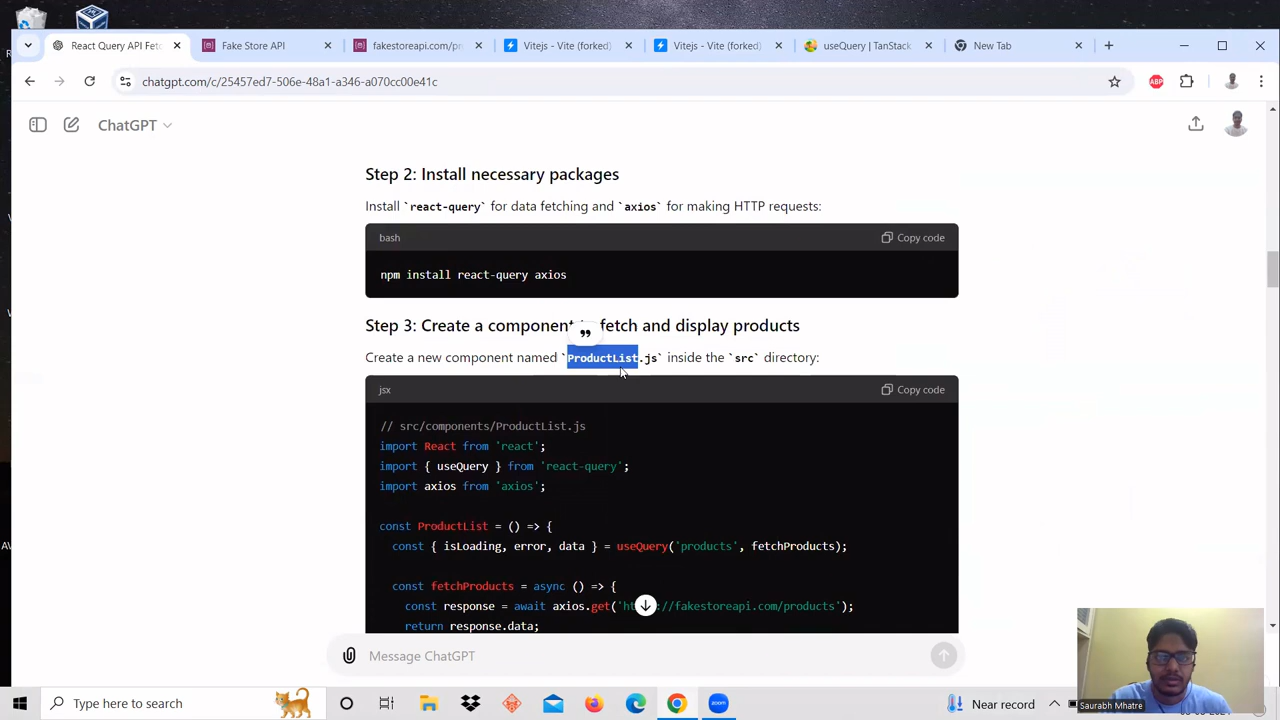 React Query API Fetc
Fake Store API
fakestoreapi.com/pr
Vitejs - Vite (forked)
Vitejs - Vite (forked)
useQuery | TanStack
New Tab
chatgpt.com/c/25457ed7-506e-48a1-a346-a070cc00e41c
ABP
ChatGPT
Step 2: Install necessary packages
Install `react-query` for data fetching and `axios` for making HTTP requests:
bash
Copy code
npm install react-query axios
Step 3: Create a component fetch and display products
Create a new component named `ProductList.js` inside the `src` directory:
jsx
Copy code
// src/components/ProductList.js
import React from 'react';
import { useQuery } from 'react-query';
import axios from 'axios';
const ProductList = () => {
const { isLoading, error, data } = useQuery('products', fetchProducts);
const fetchProducts = async () => {
const response = await axios.get('ht://fakestoreapi.com/products');
return response.data;
Message ChatGPT
Saurabh Mhatre
Type here to search
zoom
Near record